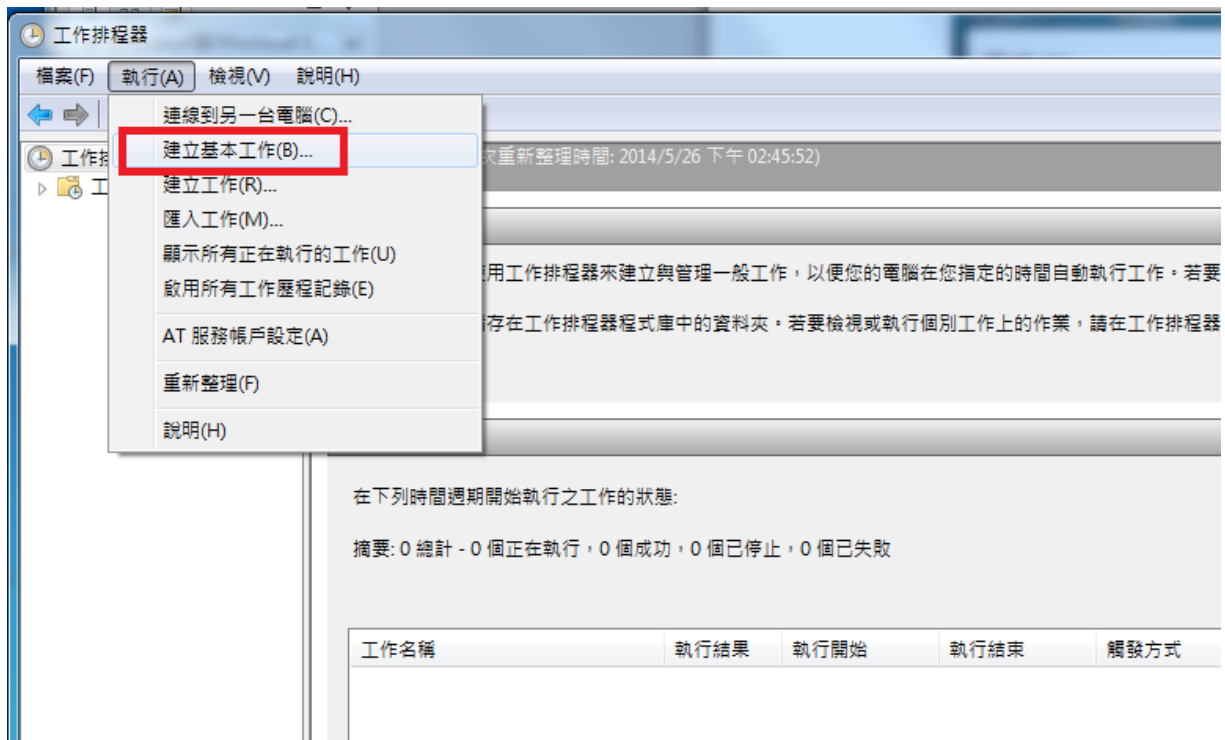 工作排程器
檔案(F) 執行(A) 檢視(V) 說明(H)
連線到另一台電腦(C)...
建立基本工作(B)...
建立工作(R)...
匯入工作(M)...
顯示所有正在執行的工作(U)
啟用所有工作歷程記錄(E)
AT 服務帳戶設定(A)
重新整理(F)
說明(H)
工作排
工
次重新整理時間: 2014/5/26 下午 02:45:52)
用工作排程器來建立與管理一般工作，以便您的電腦在您指定的時間自動執行工作。若要
存在工作排程器程式庫中的資料夾。若要檢視或執行個別工作上的作業，請在工作排程器
在下列時間週期開始執行之工作的狀態:
摘要: 0 總計 - 0 個正在執行，0 個成功，0 個已停止，0 個已失敗
工作名稱 執行結果 執行開始 執行結束 觸發方式